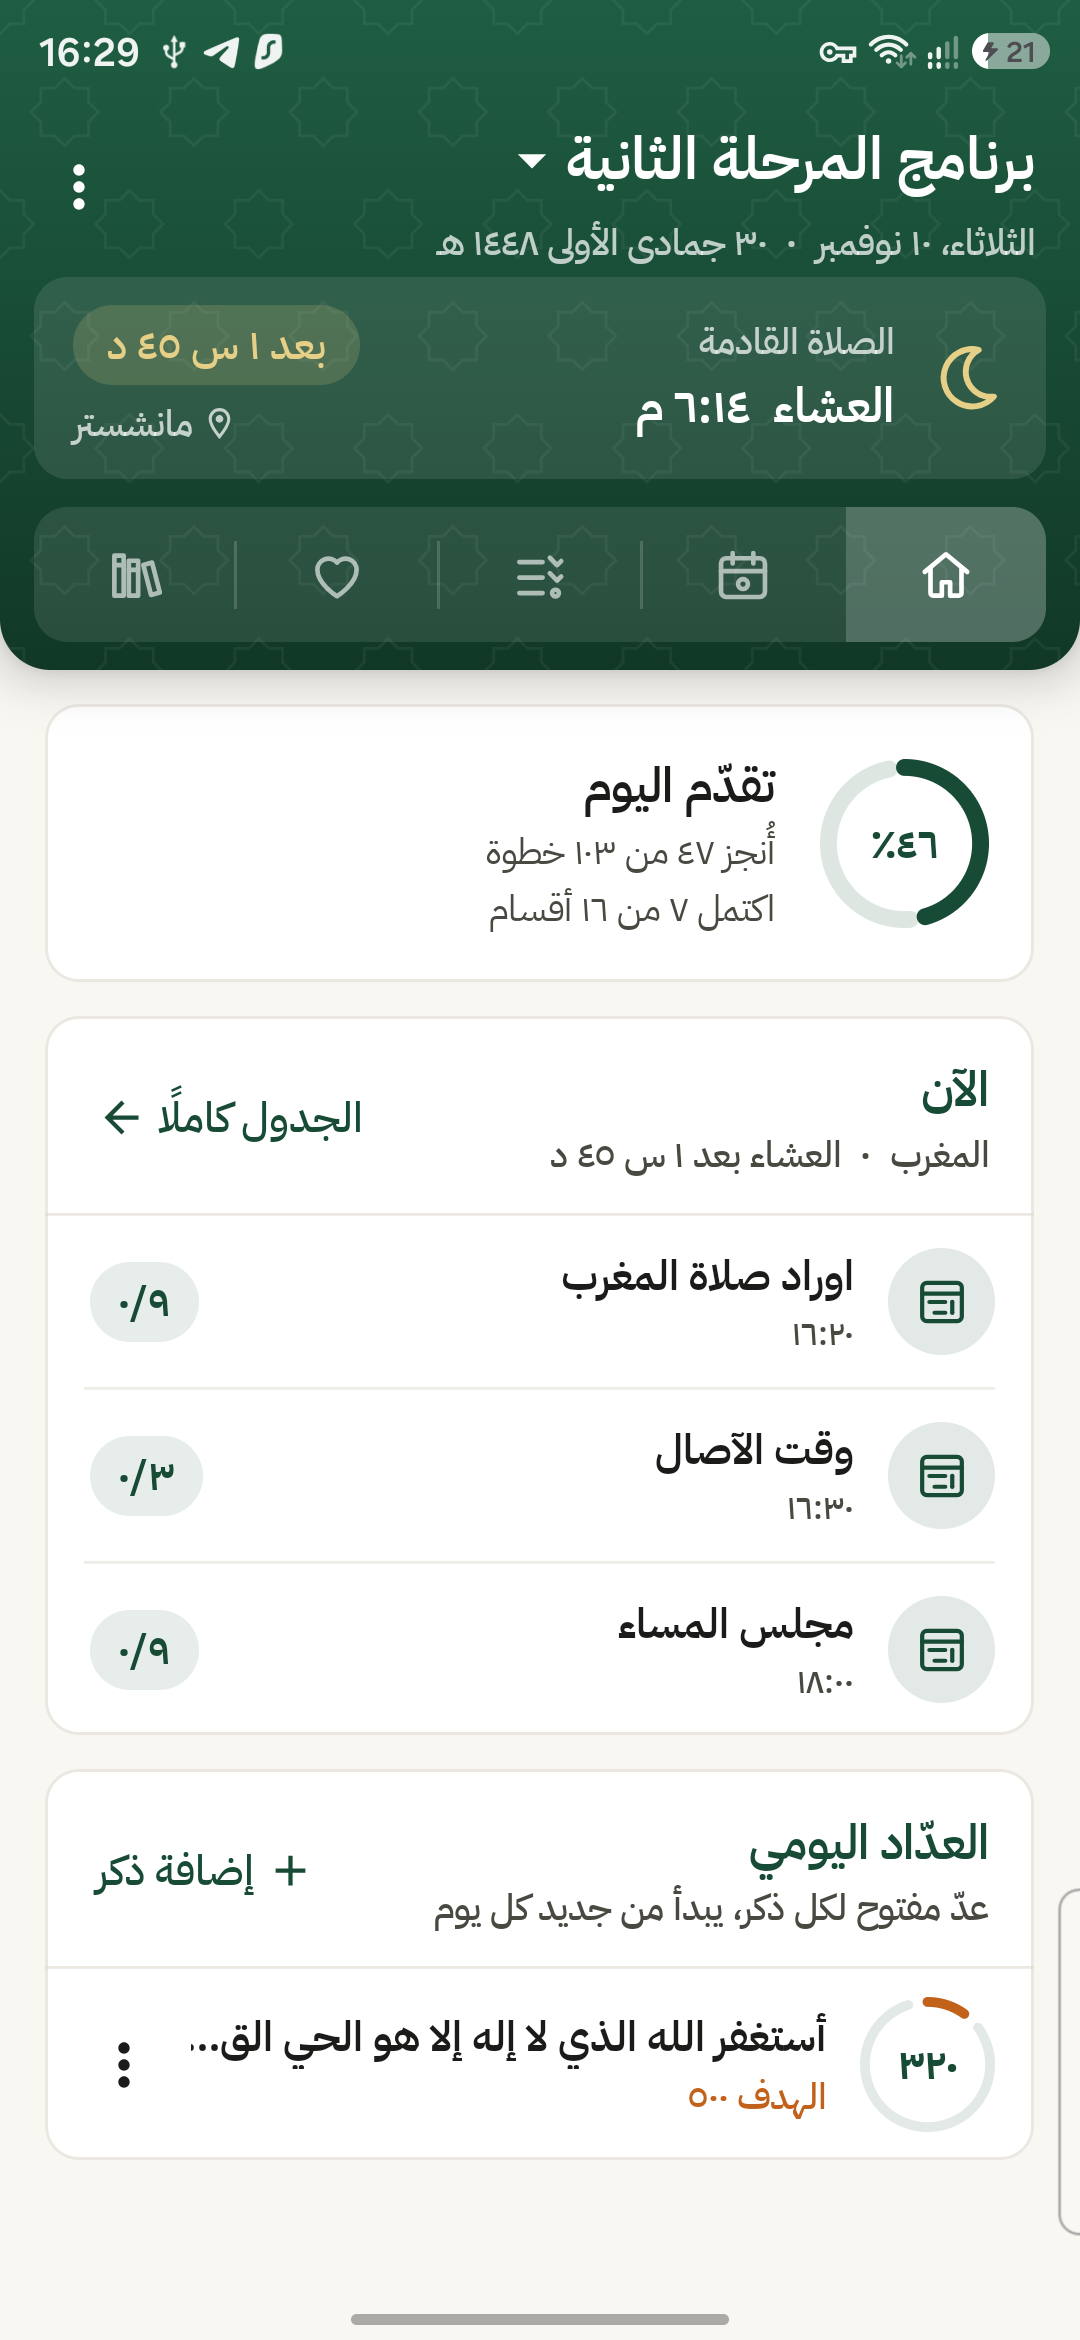 16:29
21
برنامج المرحلة الثانية
الثلاثاء، ١٠ نوفمبر · ٣٠ جمادى الأولى ١٤٤٨ هـ
الصلاة القادمة
بعد ١ س ٤٥ د
العشاء ٦:١٤ م
مانشستر
تقدّم اليوم
٤٦٪
أُنجز ٤٧ من ١٠٣ خطوة
اكتمل ٧ من ١٦ أقسام
الآن
الجدول كاملًا
المغرب · العشاء بعد ١ س ٤٥ د
اوراد صلاة المغرب
١٦:٢٠
٠/٩
وقت الآصال
١٦:٣٠
٠/٣
مجلس المساء
١٨:٠٠
٠/٩
العدّاد اليومي
إضافة ذكر
عدّ مفتوح لكل ذكر، يبدأ من جديد كل يوم
أستغفر الله الذي لا إله إلا هو الحي الق...
٣٢٠
الهدف ٥٠٠